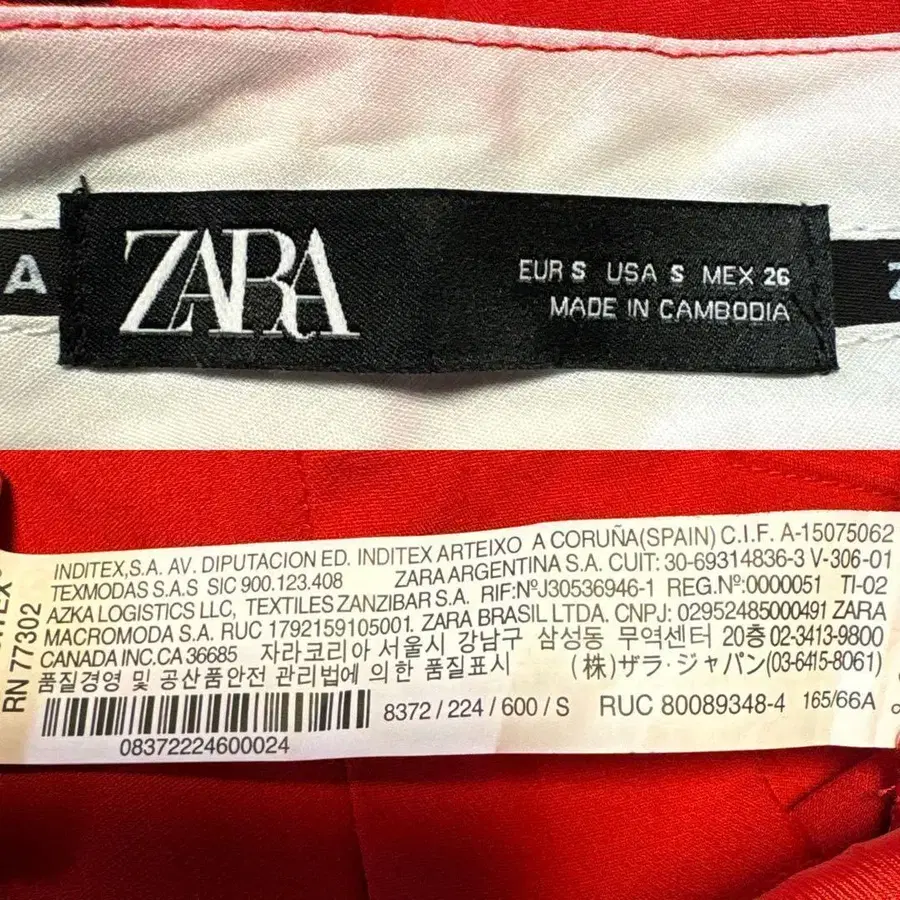 A
ZARA
EUR S USA S MEX 26
MADE IN CAMBODIA
RN 77302
INDITEX,S.A. AV. DIPUTACION ED. INDITEX ARTEIXO A CORUÑA(SPAIN) C.I.F. A-15075062
TEXMODAS S.A.S SIC 900.123.408 ZARA ARGENTINA S.A. CUIT: 30-69314836-3 V-306-01
AZKA LOGISTICS LLC, TEXTILES ZANZIBAR S.A. RIF:Nº J30536946-1 REG.Nº:0000051 TI-02
MACROMODA S.A. RUC 1792159105001. ZARA BRASIL LTDA. CNPJ: 02952485000491 ZARA
CANADA INC.CA 36685 자라코리아 서울시 강남구 삼성동 무역센터 20층 02-3413-9800
품질경영 및 공산품안전 관리법에 의한 품질표시 (株)ザラ・ジャパン(03-6415-8061)
8372 / 224 / 600 / S RUC 80089348-4 165/66A
08372224600024